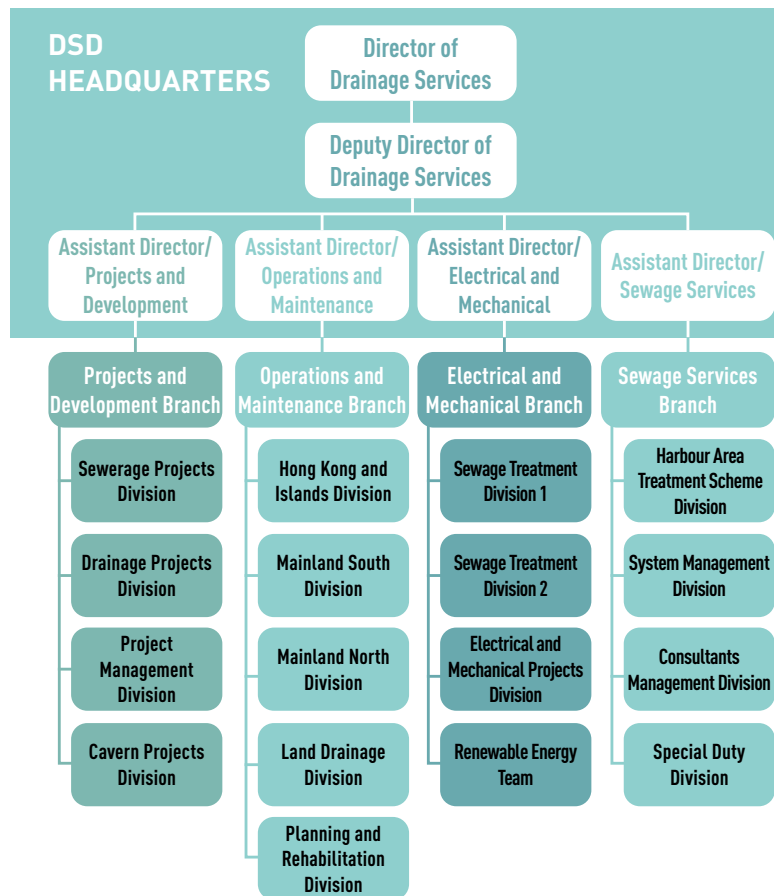 DSD
HEADQUARTERS
Director of
Drainage Services
Deputy Director of
Drainage Services
Assistant Director/
Projects and
Development
Assistant Director/
Operations and
Maintenance
Assistant Director/
Electrical and
Mechanical
Assistant Director/
Sewage Services
Projects and
Development Branch
Sewerage Projects
Division
Drainage Projects
Division
Project
Management
Division
Cavern Projects
Division
Operations and
Maintenance Branch
Hong Kong and
Islands Division
Mainland South
Division
Mainland North
Division
Land Drainage
Division
Planning and
Rehabilitation
Division
Electrical and
Mechanical Branch
Sewage Treatment
Division 1
Sewage Treatment
Division 2
Electrical and
Mechanical Projects
Division
Renewable Energy
Team
Sewage Services
Branch
Harbour Area
Treatment Scheme
Division
System Management
Division
Consultants
Management Division
Special Duty
Division